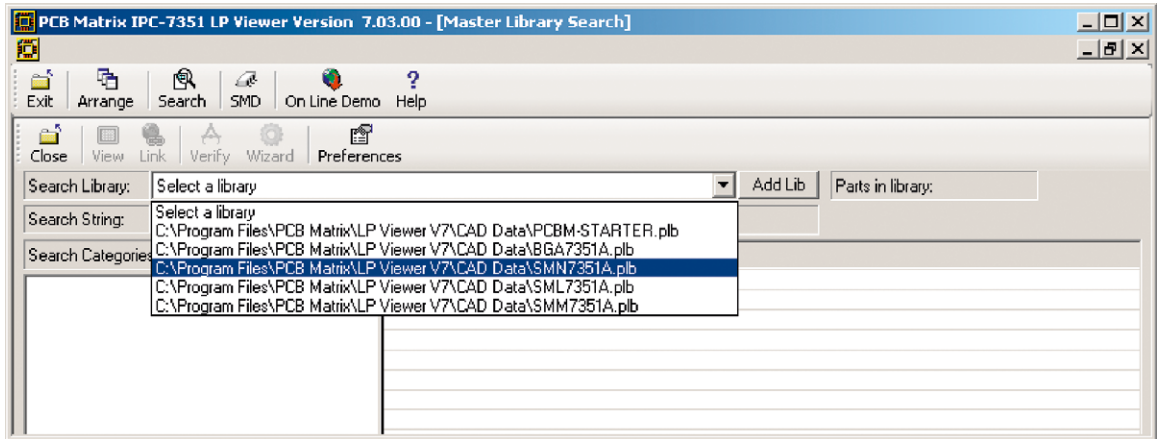 PCB Matrix IPC-7351 LP Viewer Version 7.03.00 - [Master Library Search]
Exit Arrange Search SMD On Line Demo Help
Close View Link Verify Wizard Preferences
Search Library: Select a library Add Lib Parts in library:
Search String:
Select a library
C:\Program Files\PCB Matrix\LP Viewer V7\CAD Data\PCBM-STARTER.plb
C:\Program Files\PCB Matrix\LP Viewer V7\CAD Data\BGA7351A.plb
Search Categories
C:\Program Files\PCB Matrix\LP Viewer V7\CAD Data\SMN7351A.plb
C:\Program Files\PCB Matrix\LP Viewer V7\CAD Data\SML7351A.plb
C:\Program Files\PCB Matrix\LP Viewer V7\CAD Data\SMM7351A.plb